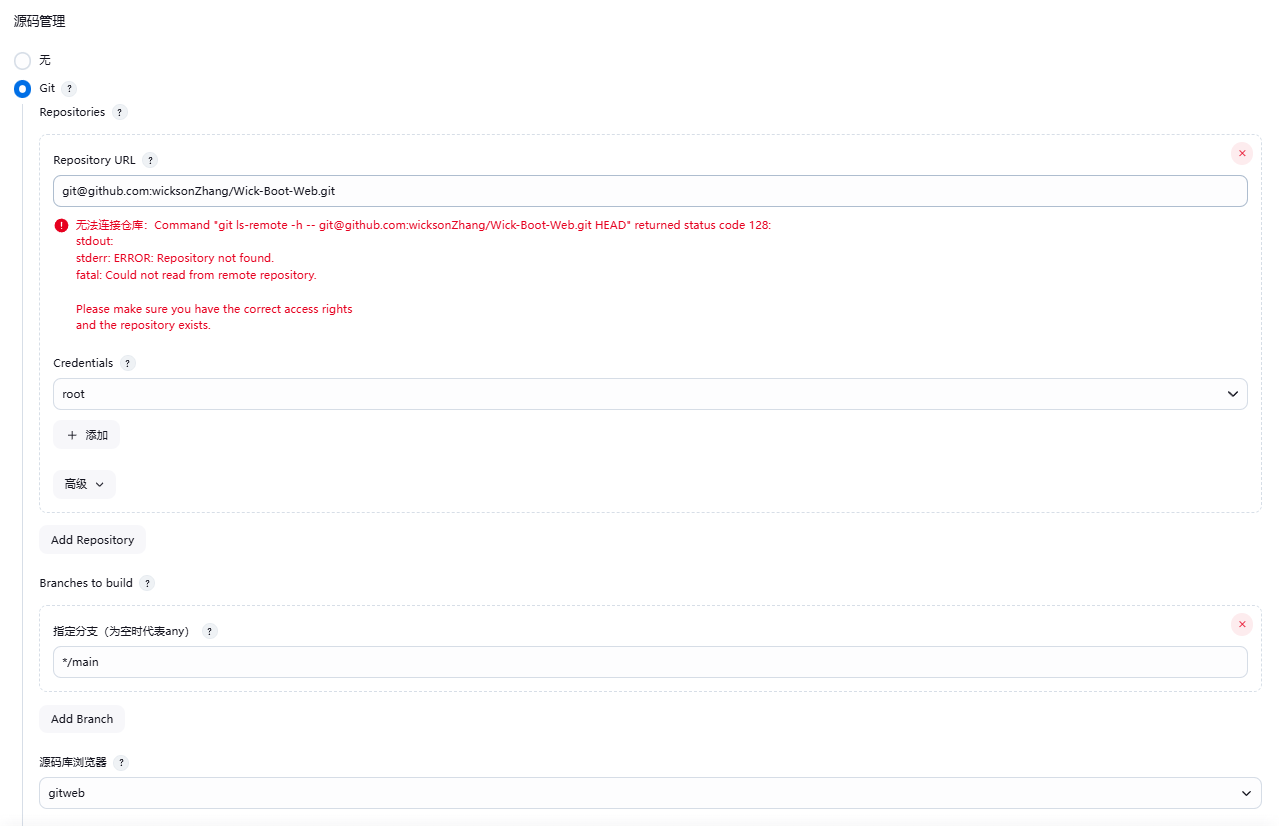 源码管理
无
Git ?
Repositories ?
Repository URL ?
git@github.com:wicksonZhang/Wick-Boot-Web.git
无法连接仓库：Command "git ls-remote -h -- git@github.com:wicksonZhang/Wick-Boot-Web.git HEAD" returned status code 128:
stdout:
stderr: ERROR: Repository not found.
fatal: Could not read from remote repository.
Please make sure you have the correct access rights
and the repository exists.
Credentials ?
root
添加
高级
Add Repository
Branches to build ?
指定分支（为空时代表any） ?
*/main
Add Branch
源码库浏览器 ?
gitweb